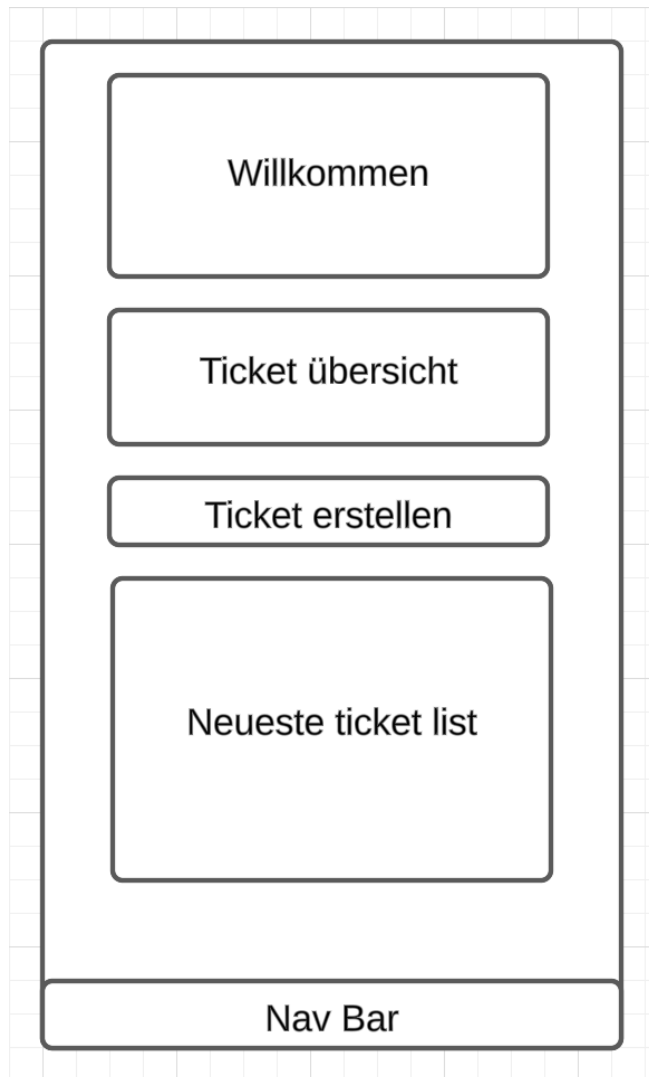 Willkommen
Ticket übersicht
Ticket erstellen
Neueste ticket list
Nav Bar